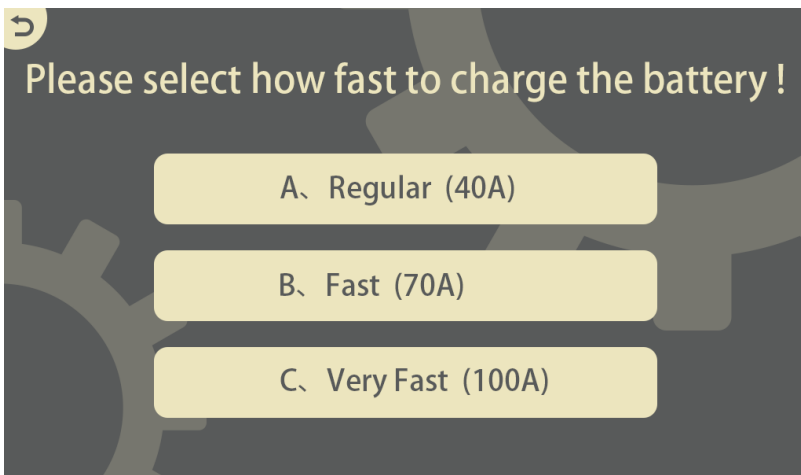 Please select how fast to charge the battery !
A、Regular (40A)
B、Fast (70A)
C、Very Fast (100A)